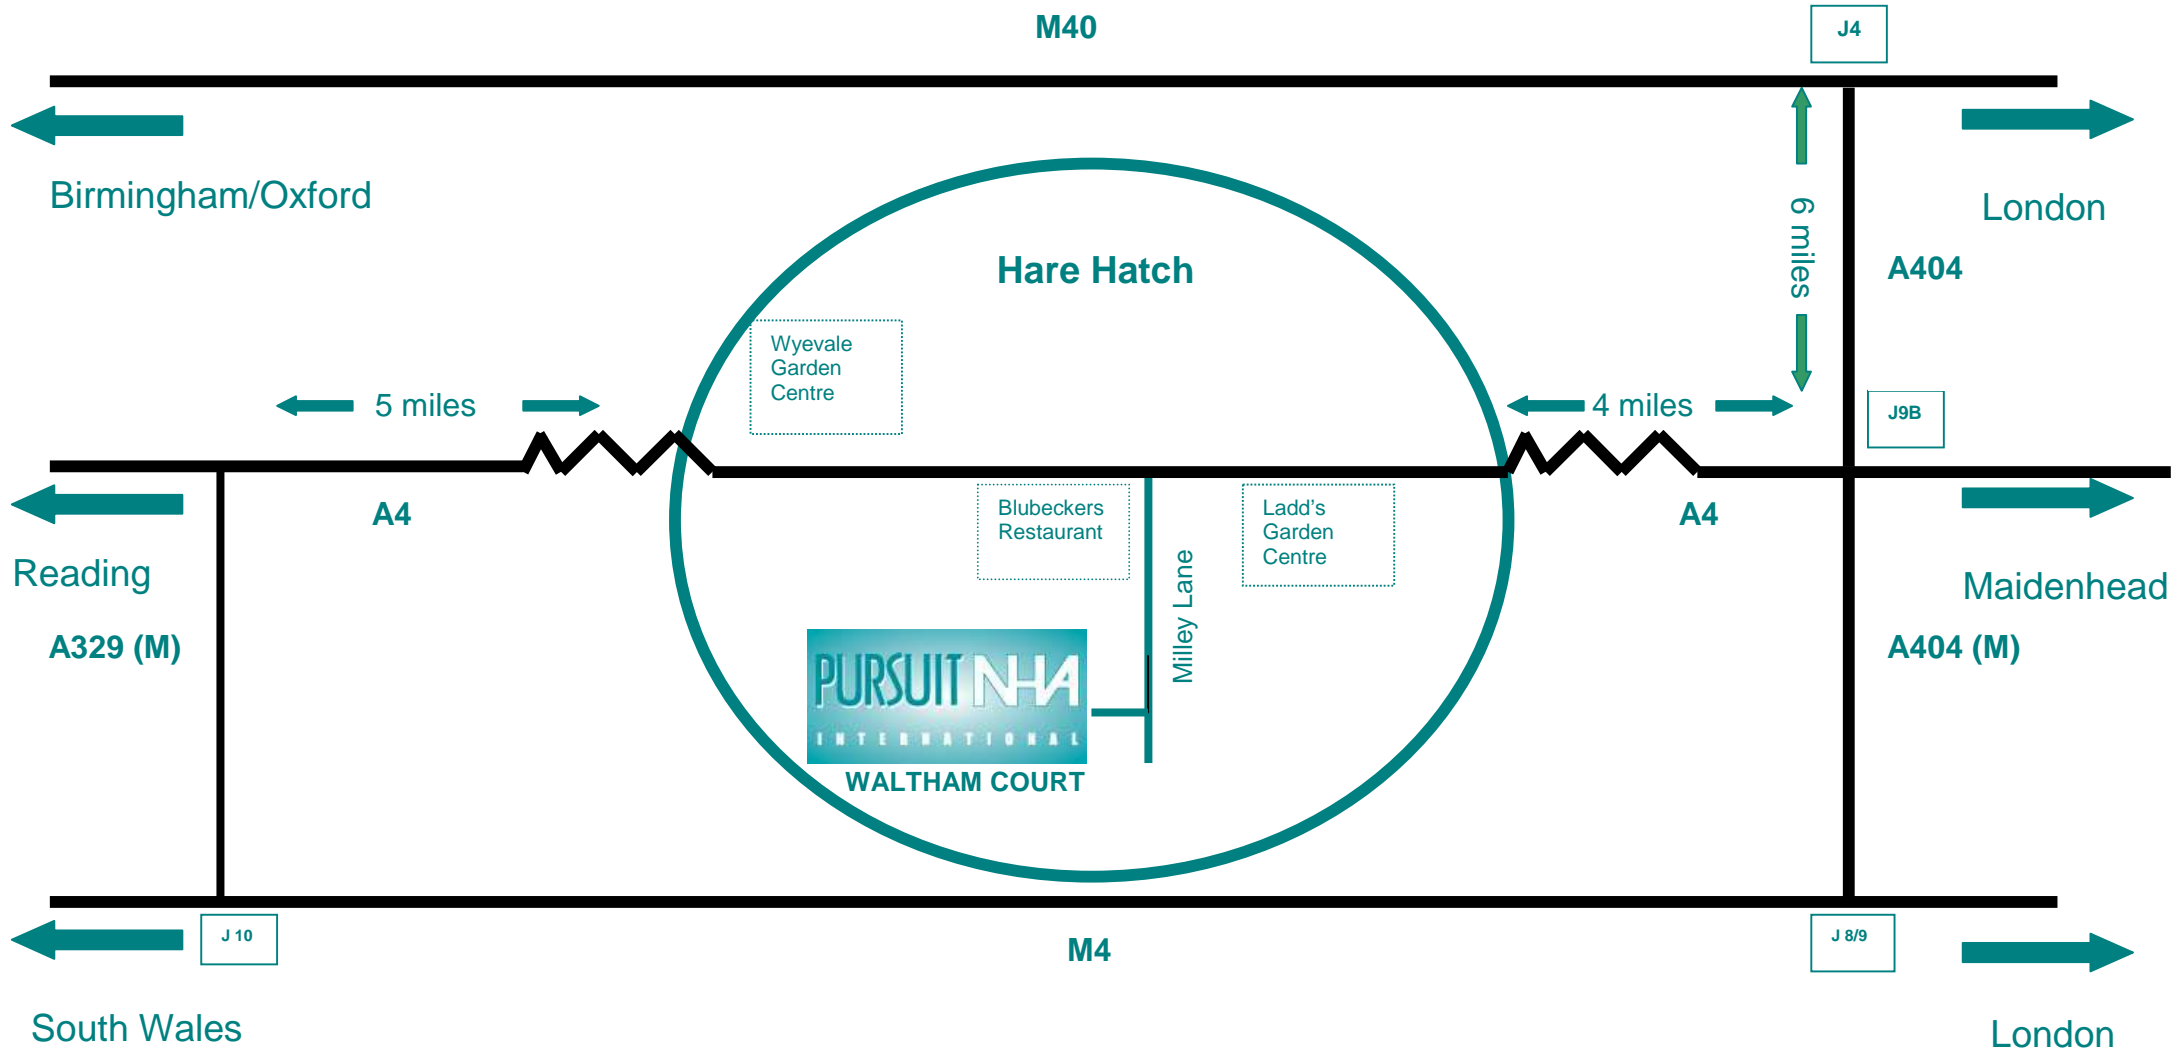 M40
J4
Birmingham/Oxford
London
6 miles
A404
Hare Hatch
Wyevale
Garden
Centre
5 miles
4 miles
J9B
A4
Blubeckers
Restaurant
Ladd's
Garden
Centre
A4
Reading
Milley Lane
Maidenhead
A329 (M)
A404 (M)
PURSUIT NHA
INTERNATIONAL
WALTHAM COURT
J 10
M4
J 8/9
South Wales
London